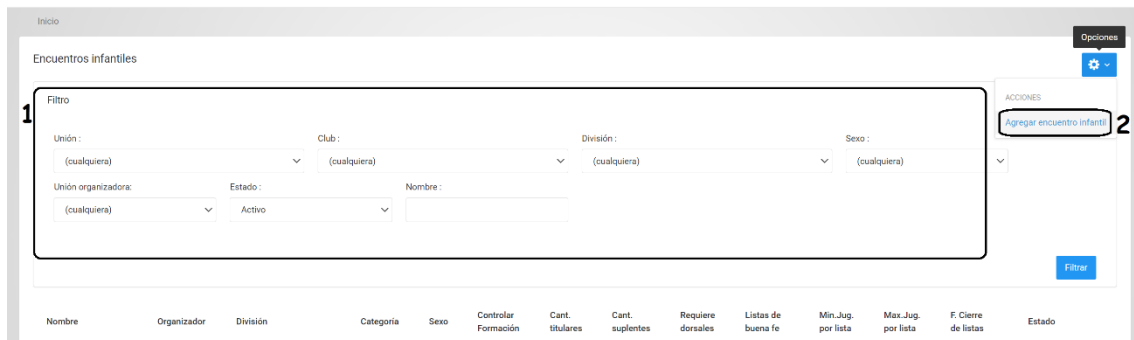 Inicio
Opciones
Encuentros infantiles
ACCIONES
Filtro
1
Agregar encuentro infantil
2
Unión :
Club :
División :
Sexo :
(cualquiera)
(cualquiera)
(cualquiera)
(cualquiera)
Unión organizadora:
Estado :
Nombre :
(cualquiera)
Activo
Filtrar
Nombre
Organizador
División
Categoría
Sexo
Controlar
Formación
Cant.
titulares
Cant.
suplentes
Requiere
dorsales
Listas de
buena fe
Min.Jug.
por lista
Max.Jug.
por lista
F. Cierre
de listas
Estado